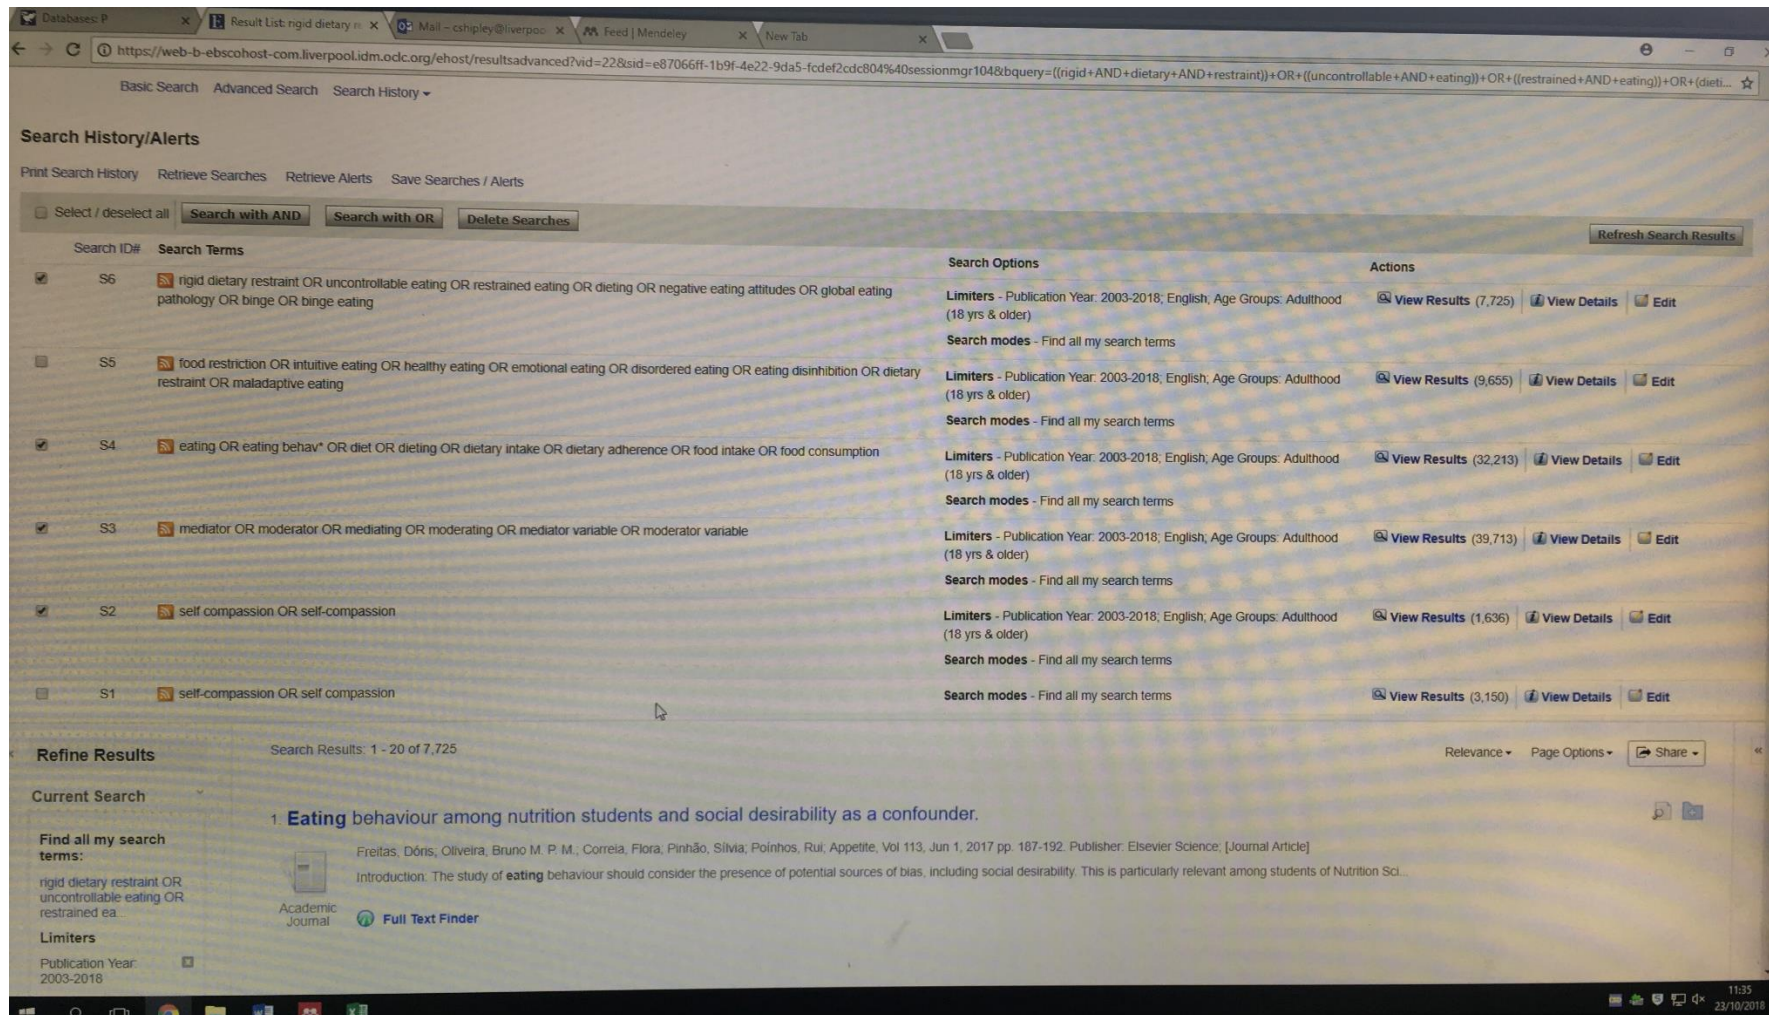 Databases: P
Result List: rigid dietary r
Mail – cshipley@liverpoo
Feed | Mendeley
New Tab
https://web-b-ebscohost-com.liverpool.idm.oclc.org/ehost/resultsadvanced?vid=22&sid=e87066ff-1b9f-4e22-9da5-fcdef2cdc804%40sessionmgr104&bquery=((rigid+AND+dietary+AND+restraint))+OR+((uncontrollable+AND+eating))+OR+((restrained+AND+eating))+OR+(dieti...
Basic Search Advanced Search Search History
Search History/Alerts
Print Search History Retrieve Searches Retrieve Alerts Save Searches / Alerts
Select / deselect all Search with AND Search with OR Delete Searches Refresh Search Results
Search ID# Search Terms Search Options Actions
S6 rigid dietary restraint OR uncontrollable eating OR restrained eating OR dieting OR negative eating attitudes OR global eating
pathology OR binge OR binge eating
Limiters - Publication Year: 2003-2018; English; Age Groups: Adulthood
(18 yrs & older)
Search modes - Find all my search terms
View Results (7,725) View Details Edit
S5 food restriction OR intuitive eating OR healthy eating OR emotional eating OR disordered eating OR eating disinhibition OR dietary
restraint OR maladaptive eating
Limiters - Publication Year: 2003-2018; English; Age Groups: Adulthood
(18 yrs & older)
Search modes - Find all my search terms
View Results (9,655) View Details Edit
S4 eating OR eating behav* OR diet OR dieting OR dietary intake OR dietary adherence OR food intake OR food consumption
Limiters - Publication Year: 2003-2018; English; Age Groups: Adulthood
(18 yrs & older)
Search modes - Find all my search terms
View Results (32,213) View Details Edit
S3 mediator OR moderator OR mediating OR moderating OR mediator variable OR moderator variable
Limiters - Publication Year: 2003-2018; English; Age Groups: Adulthood
(18 yrs & older)
Search modes - Find all my search terms
View Results (39,713) View Details Edit
S2 self compassion OR self-compassion
Limiters - Publication Year: 2003-2018; English; Age Groups: Adulthood
(18 yrs & older)
Search modes - Find all my search terms
View Results (1,636) View Details Edit
S1 self-compassion OR self compassion
Search modes - Find all my search terms
View Results (3,150) View Details Edit
Refine Results
Search Results: 1 - 20 of 7,725
Relevance Page Options Share
Current Search
Find all my search
terms:
rigid dietary restraint OR
uncontrollable eating OR
restrained ea...
Limiters
Publication Year:
2003-2018
1. Eating behaviour among nutrition students and social desirability as a confounder.
Freitas, Dóris; Oliveira, Bruno M. P. M.; Correia, Flora; Pinhão, Sílvia; Poínhos, Rui; Appetite, Vol 113, Jun 1, 2017 pp. 187-192. Publisher: Elsevier Science; [Journal Article]
Introduction: The study of eating behaviour should consider the presence of potential sources of bias, including social desirability. This is particularly relevant among students of Nutrition Sci...
Academic
Journal
Full Text Finder
11:35
23/10/2018